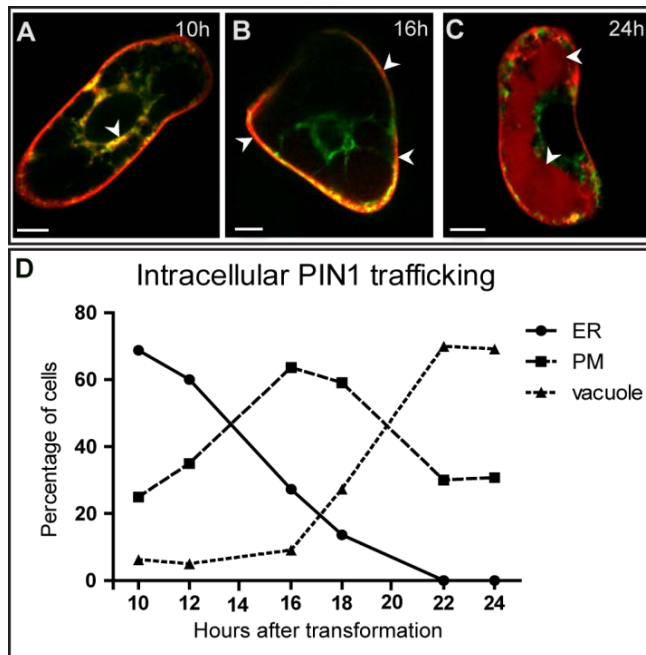 A
10h
B
16h
C
24h
D
Intracellular PIN1 trafficking
80
60
40
20
0
Percentage of cells
10
12
14
16
18
20
22
24
Hours after transformation
ER
PM
vacuole